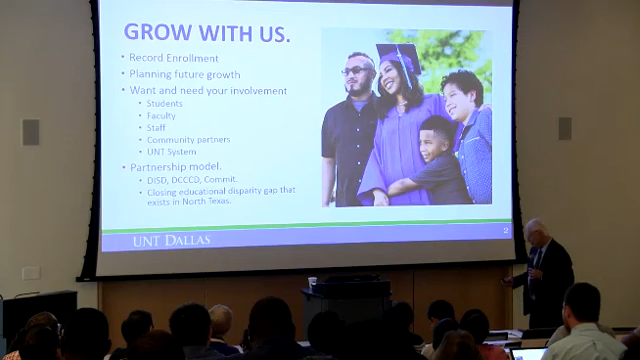 GROW WITH US.
• Record Enrollment
• Planning future growth
• Want and need your involvement
• Students
• Faculty
• Staff
• Community partners
• UNT System
• Partnership model.
• DISD, DCCCD, Commit.
• Closing educational disparity gap that
exists in North Texas.
UNT DALLAS
2